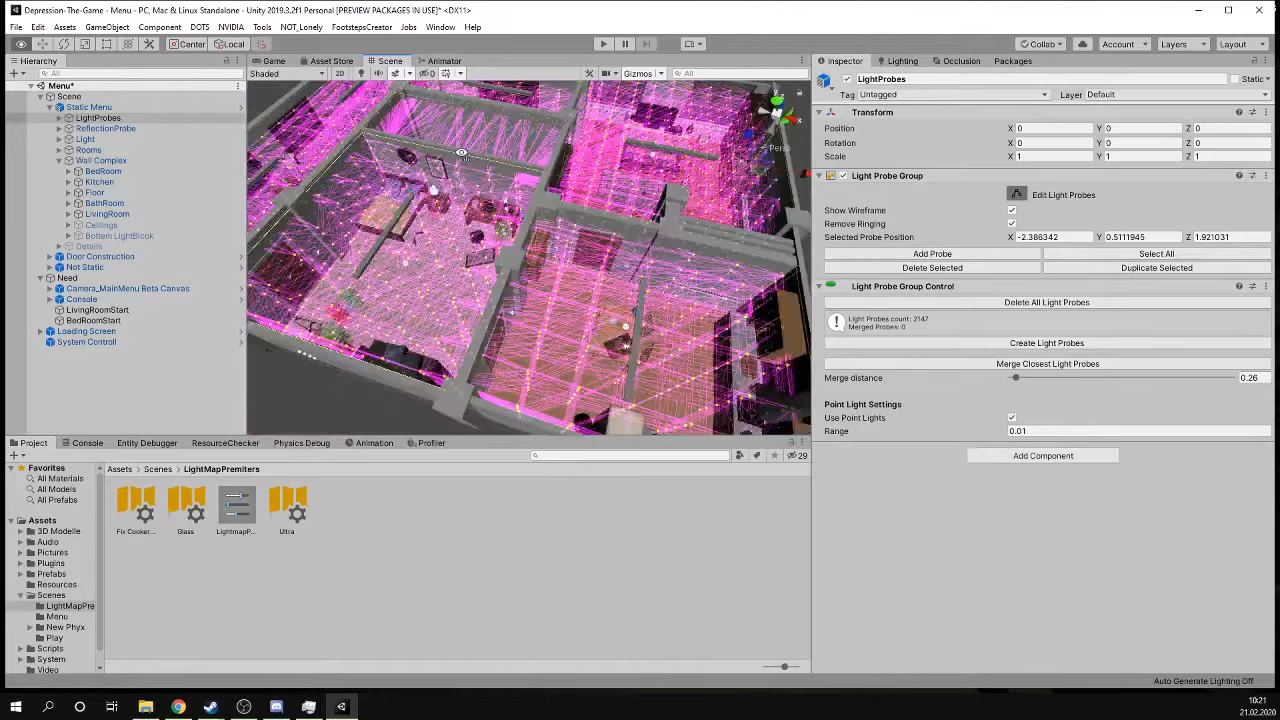 Depression-The-Game - Menu - PC, Mac & Linux Standalone - Unity 2019.3.2f1 Personal [PREVIEW PACKAGES IN USE]* <DX11>
File Edit Assets GameObject Component DOTS NVIDIA Tools NOT_Lonely FootstepsCreator Jobs Window Help
Center Local Collab Account Layers Layout
Hierarchy
All
Menu*
Scene
Static Menu
LightProbes
ReflectionProbe
Light
Rooms
Wall Complex
BedRoom
Kitchen
Floor
BathRoom
LivingRoom
Ceilings
Bottem LightBlcok
Details
Door Construction
Not Static
Need
Camera_MainMenu Beta Canvas
Console
LivingRoomStart
BedRoomStart
Loading Screen
System Controll
Game Asset Store Scene Animator
Shaded 2D 0 Gizmos All
Persp
Inspector Lighting Occlusion Packages
LightProbes Static
Tag Untagged Layer Default
Transform
Position X 0 Y 0 Z 0
Rotation X 0 Y 0 Z 0
Scale X 1 Y 1 Z 1
Light Probe Group
Edit Light Probes
Show Wireframe
Remove Ringing
Selected Probe Position X -2.386342 Y 0.5111945 Z 1.921031
Add Probe Select All
Delete Selected Duplicate Selected
Light Probe Group Control
Delete All Light Probes
Light Probes count: 2147
Merged Probes: 0
Create Light Probes
Merge Closest Light Probes
Merge distance 0.26
Point Light Settings
Use Point Lights
Range 0.01
Add Component
Project Console Entity Debugger ResourceChecker Physics Debug Animation Profiler
29
Favorites
All Materials
All Models
All Prefabs
Assets
3D Modelle
Audio
Pictures
Plugins
Prefabs
Resources
Scenes
LightMapPre
Menu
New Phyx
Play
Scripts
System
Video
Assets Scenes LightMapPremiters
Fix Cooker... Glass LightmapP... Ultra
Auto Generate Lighting Off
10:21
21.02.2020